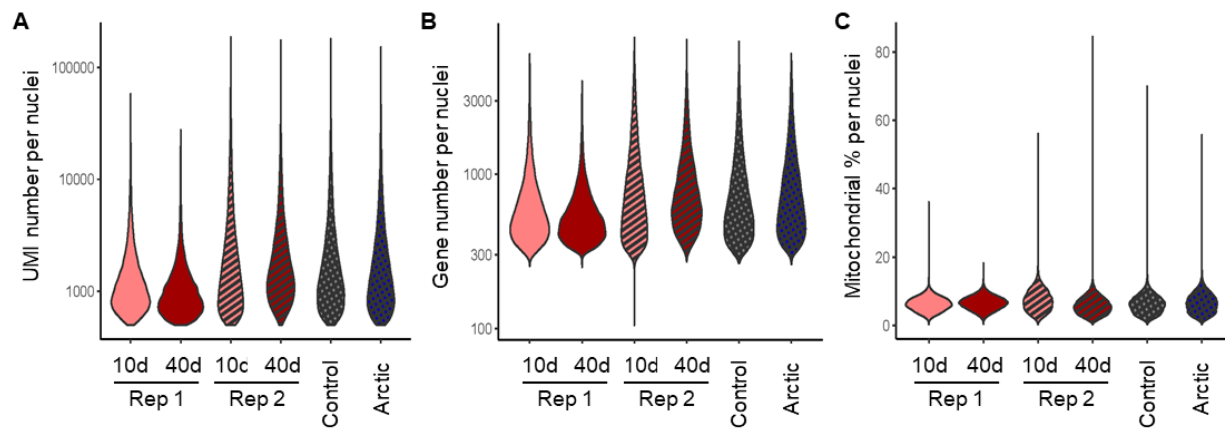 A
UMI number per nuclei
100000
10000
1000
10d 40d 10c 40d Control Arctic
Rep 1 Rep 2
B
Gene number per nuclei
3000
1000
300
100
10d 40d 10d 40d Control Arctic
Rep 1 Rep 2
C
Mitochondrial % per nuclei
80
60
40
20
0
10d 40d 10d 40d Control Arctic
Rep 1 Rep 2